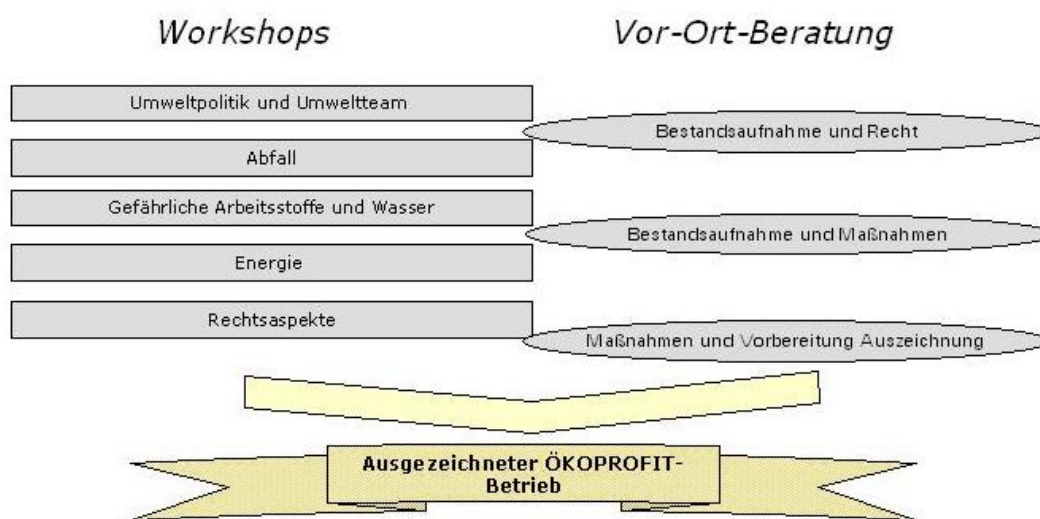 Workshops
Vor-Ort-Beratung
Umweltpolitik und Umweltteam
Abfall
Gefährliche Arbeitsstoffe und Wasser
Energie
Rechtsaspekte
Bestandsaufnahme und Recht
Bestandsaufnahme und Maßnahmen
Maßnahmen und Vorbereitung Auszeichnung
Ausgezeichneter ÖKOPROFIT-
Betrieb